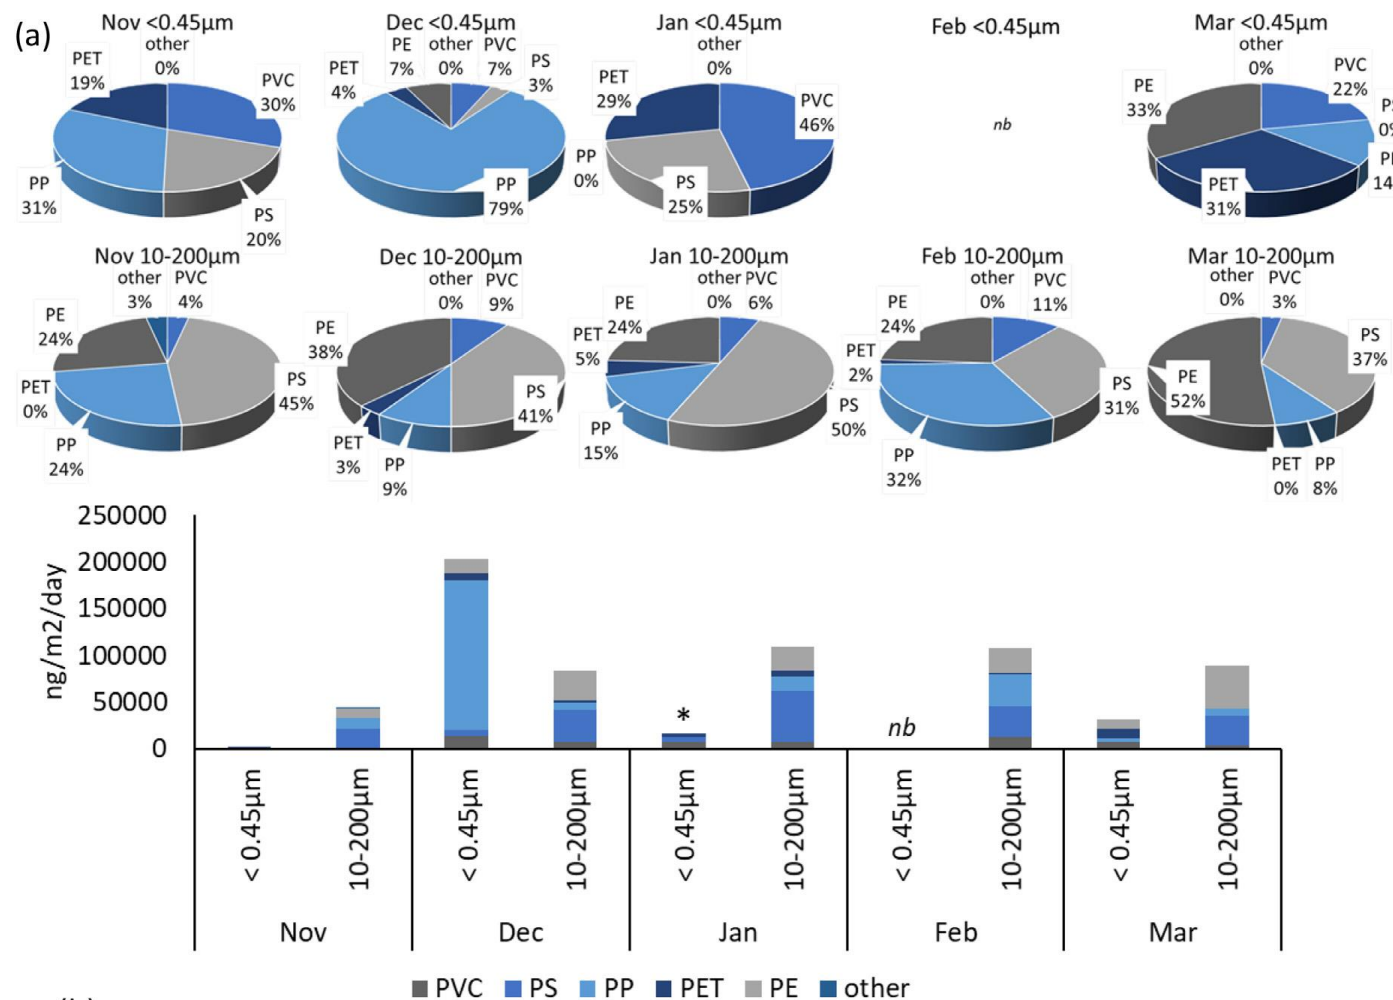 (a)
Nov <0.45µm
other
0%
PET
19%
PVC
30%
PP
31%
PS
20%
Dec <0.45µm
PE
7%
other
0%
PVC
7%
PS
3%
PET
4%
PP
79%
Jan <0.45µm
other
0%
PET
29%
PVC
46%
PP
0%
PS
25%
Feb <0.45µm
nb
Mar <0.45µm
other
0%
PE
33%
PVC
22%
PS
0%
14
PET
31%
Nov 10-200µm
other
3%
PVC
4%
PE
24%
PET
0%
PS
45%
PP
24%
Dec 10-200µm
other
0%
PVC
9%
PE
38%
PS
41%
PET
3%
PP
9%
Jan 10-200µm
other
0%
PVC
6%
PE
24%
PET
5%
PS
50%
PP
15%
Feb 10-200µm
other
0%
PVC
11%
PE
24%
PET
2%
PS
31%
PP
32%
Mar 10-200µm
other
0%
PVC
3%
PS
37%
PE
52%
PET
0%
PP
8%
ng/m2/day
250000
200000
150000
100000
50000
0
*
nb
< 0.45µm
10-200µm
< 0.45µm
10-200µm
< 0.45µm
10-200µm
< 0.45µm
10-200µm
< 0.45µm
10-200µm
Nov
Dec
Jan
Feb
Mar
PVC PS PP PET PE other